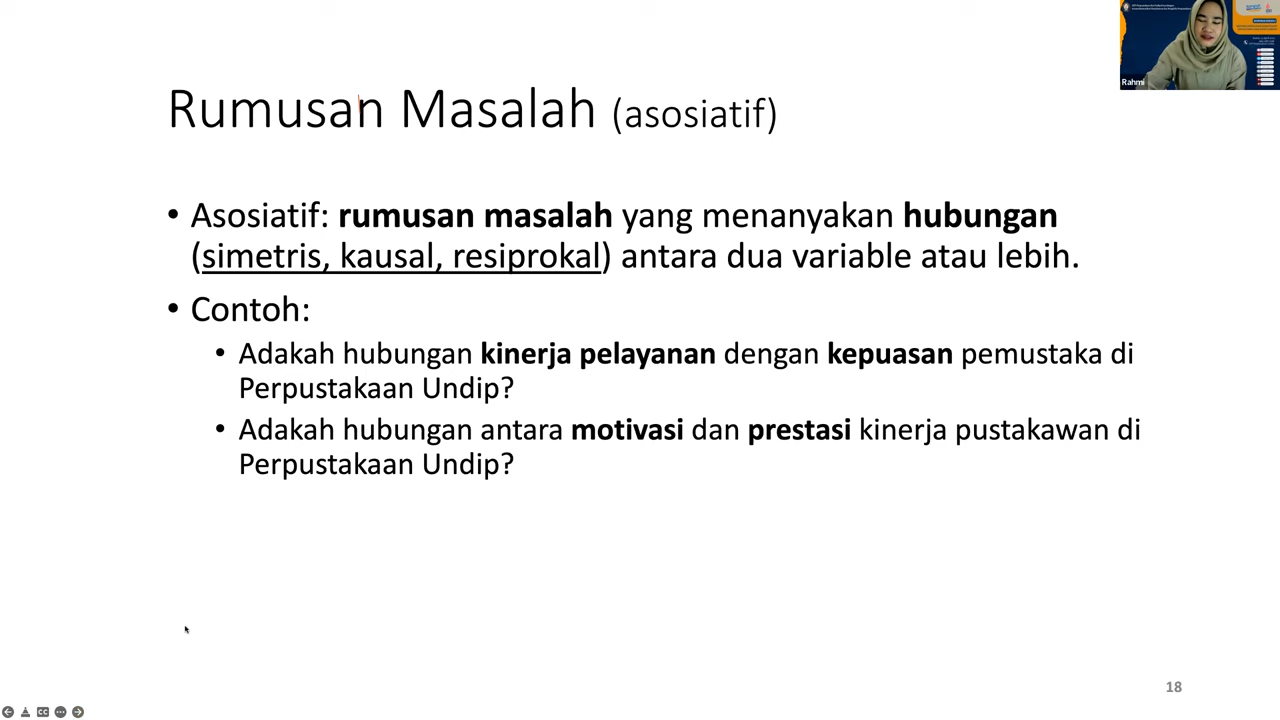 Rumusan Masalah (asosiatif)
• Asosiatif: rumusan masalah yang menanyakan hubungan
(simetris, kausal, resiprokal) antara dua variable atau lebih.
• Contoh:
• Adakah hubungan kinerja pelayanan dengan kepuasan pemustaka di
Perpustakaan Undip?
• Adakah hubungan antara motivasi dan prestasi kinerja pustakawan di
Perpustakaan Undip?
18
Rahmi
CC